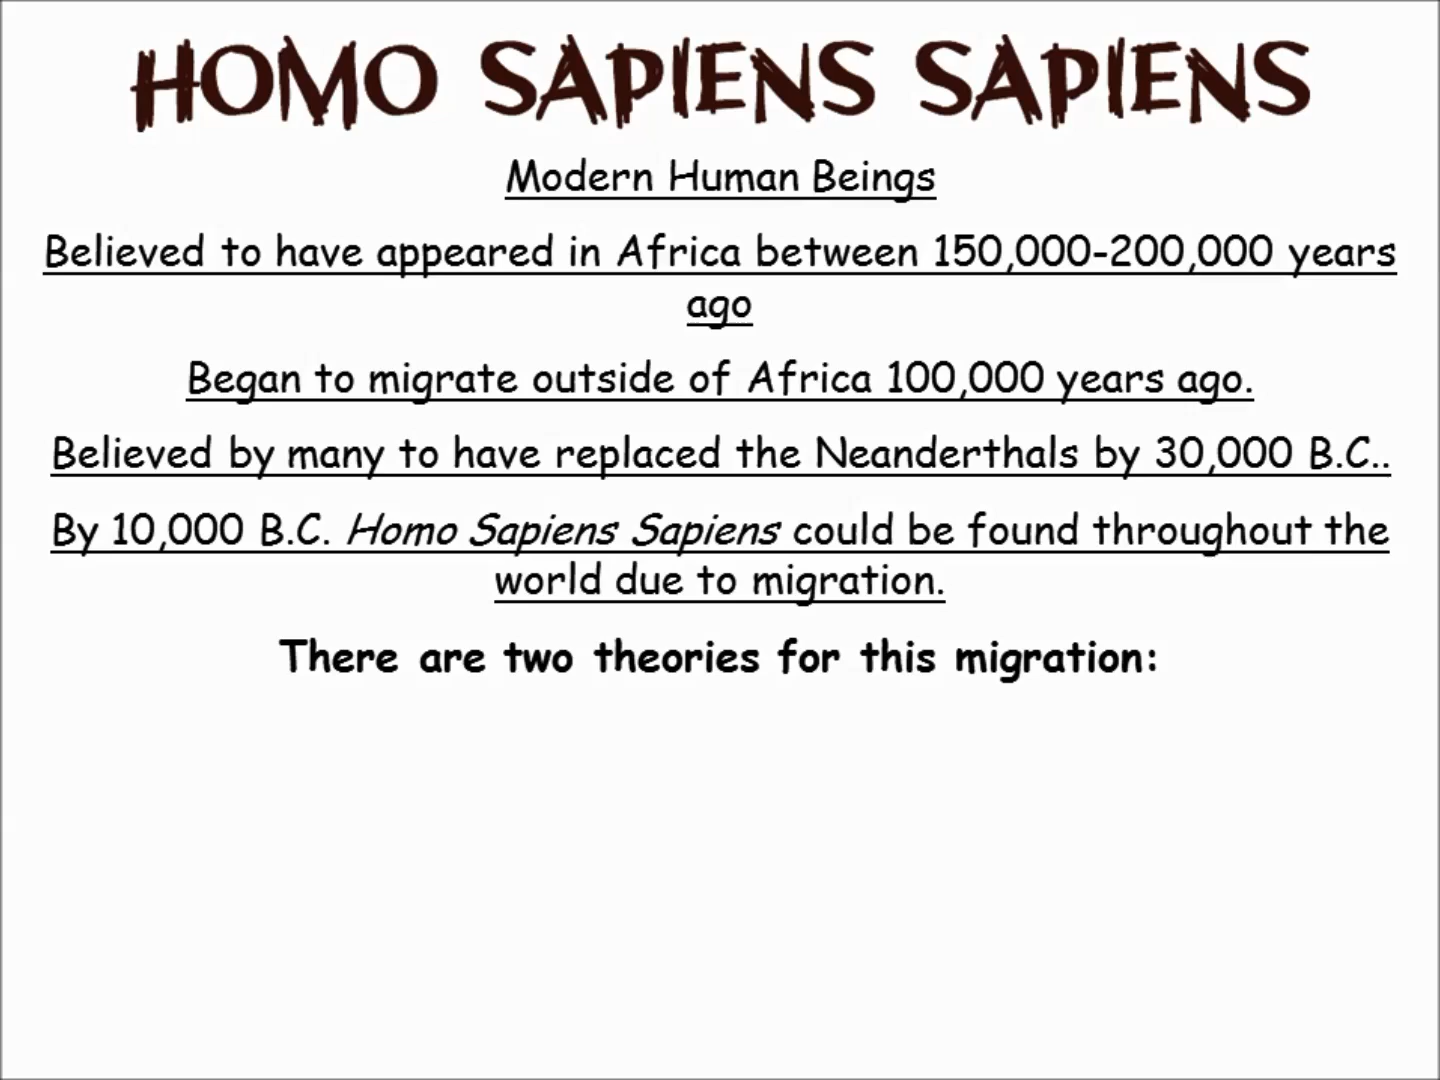 HOMO SAPIENS SAPIENS
Modern Human Beings
Believed to have appeared in Africa between 150,000-200,000 years
ago
Began to migrate outside of Africa 100,000 years ago.
Believed by many to have replaced the Neanderthals by 30,000 B.C..
By 10,000 B.C. Homo Sapiens Sapiens could be found throughout the
world due to migration.
There are two theories for this migration: